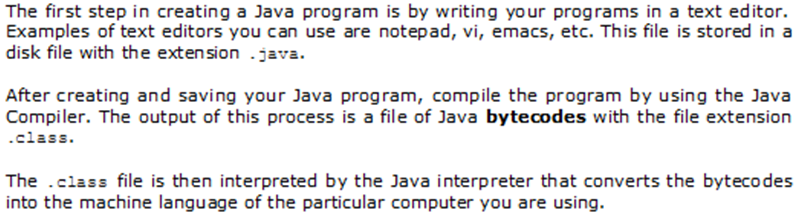 The first step in creating a Java program is by writing your programs in a text editor.
Examples of text editors you can use are notepad, vi, emacs, etc. This file is stored in a
disk file with the extension .java.
After creating and saving your Java program, compile the program by using the Java
Compiler. The output of this process is a file of Java bytecodes with the file extension
.class.
The .class file is then interpreted by the Java interpreter that converts the bytecodes
into the machine language of the particular computer you are using.